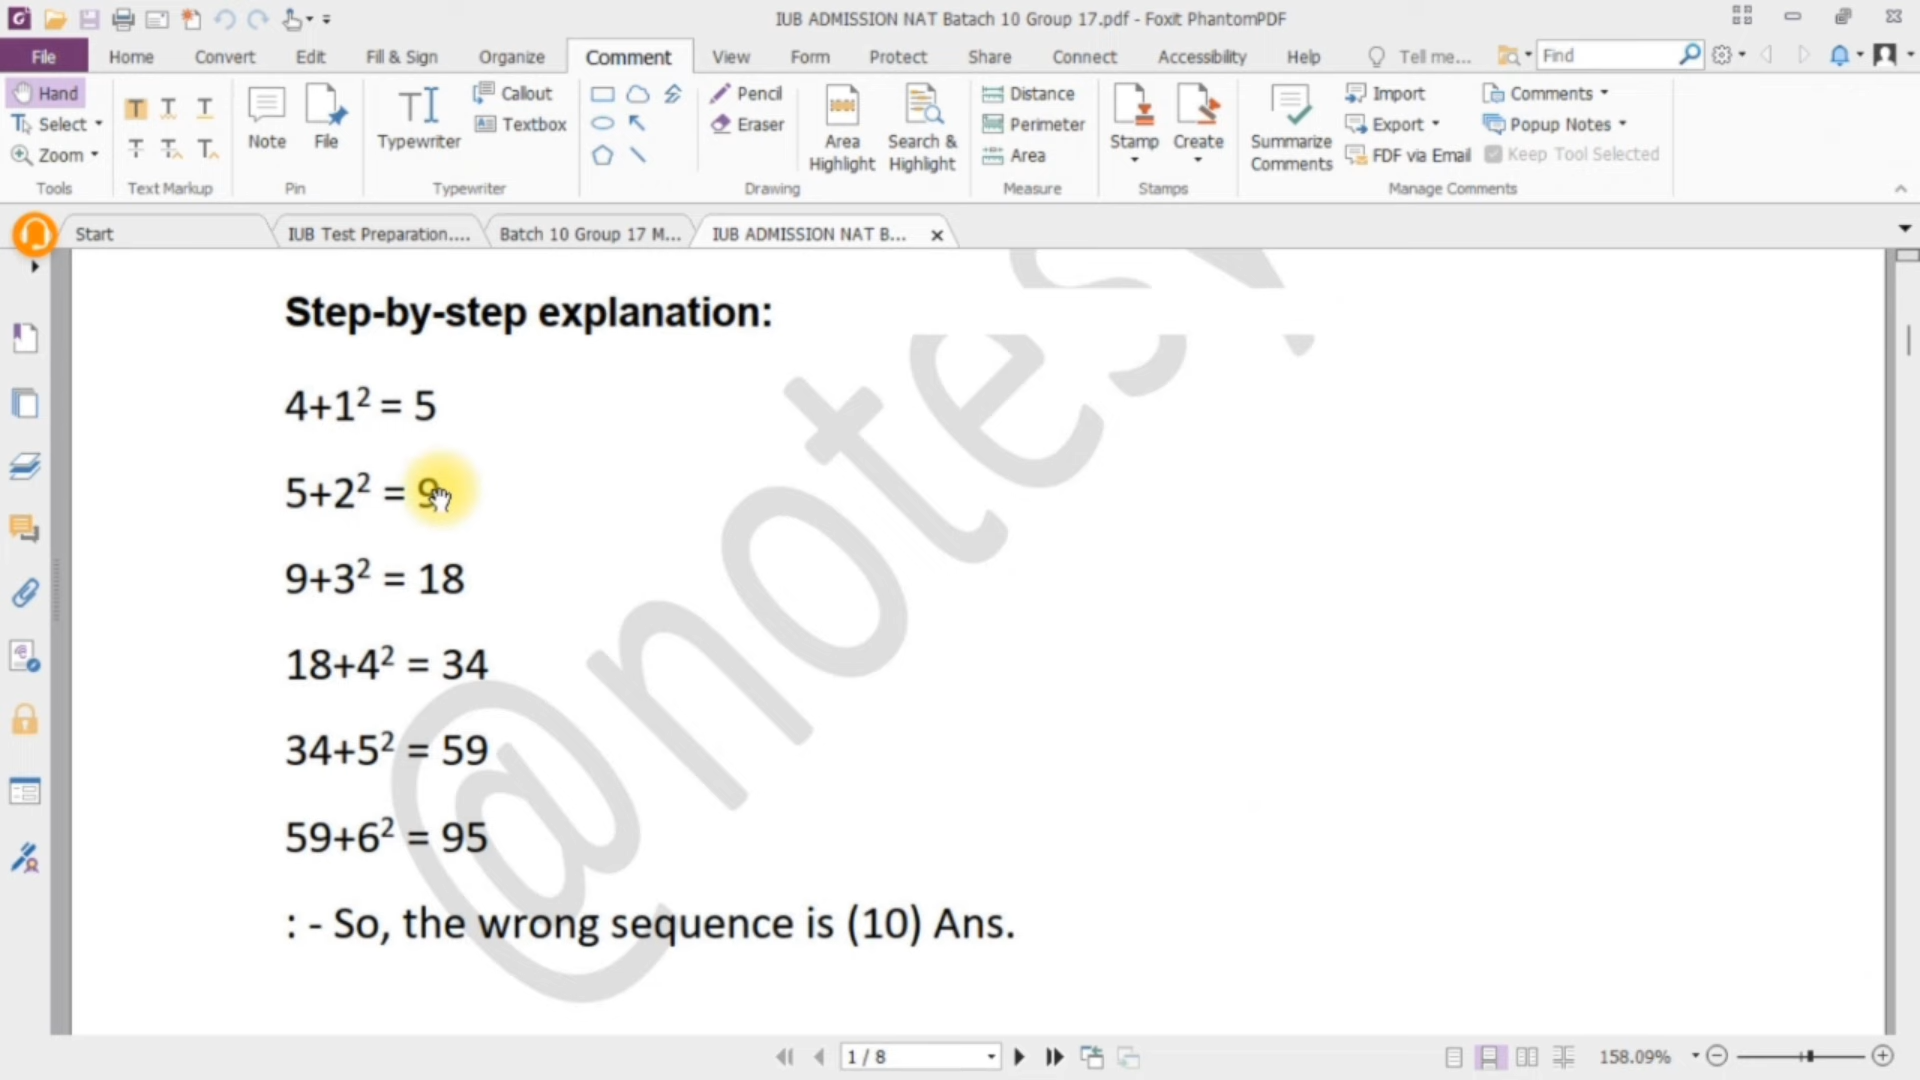 IUB ADMISSION NAT Batach 10 Group 17.pdf - Foxit PhantomPDF
File Home Convert Edit Fill & Sign Organize Comment View Form Protect Share Connect Accessibility Help Tell me... Find
Hand
Select
Zoom
Tools
Text Markup
Note
File
Pin
Typewriter
Callout
Textbox
Typewriter
Pencil
Eraser
Area Highlight
Search & Highlight
Drawing
Distance
Perimeter
Area
Measure
Stamp
Create
Stamps
Summarize Comments
Import
Export
FDF via Email
Comments
Popup Notes
Keep Tool Selected
Manage Comments
Start
IUB Test Preparation....
Batch 10 Group 17 M...
IUB ADMISSION NAT B...
Step-by-step explanation:
4+1² = 5
5+2² = 9
9+3² = 18
18+4² = 34
34+5² = 59
59+6² = 95
: - So, the wrong sequence is (10) Ans.
@notes
1 / 8
158.09%